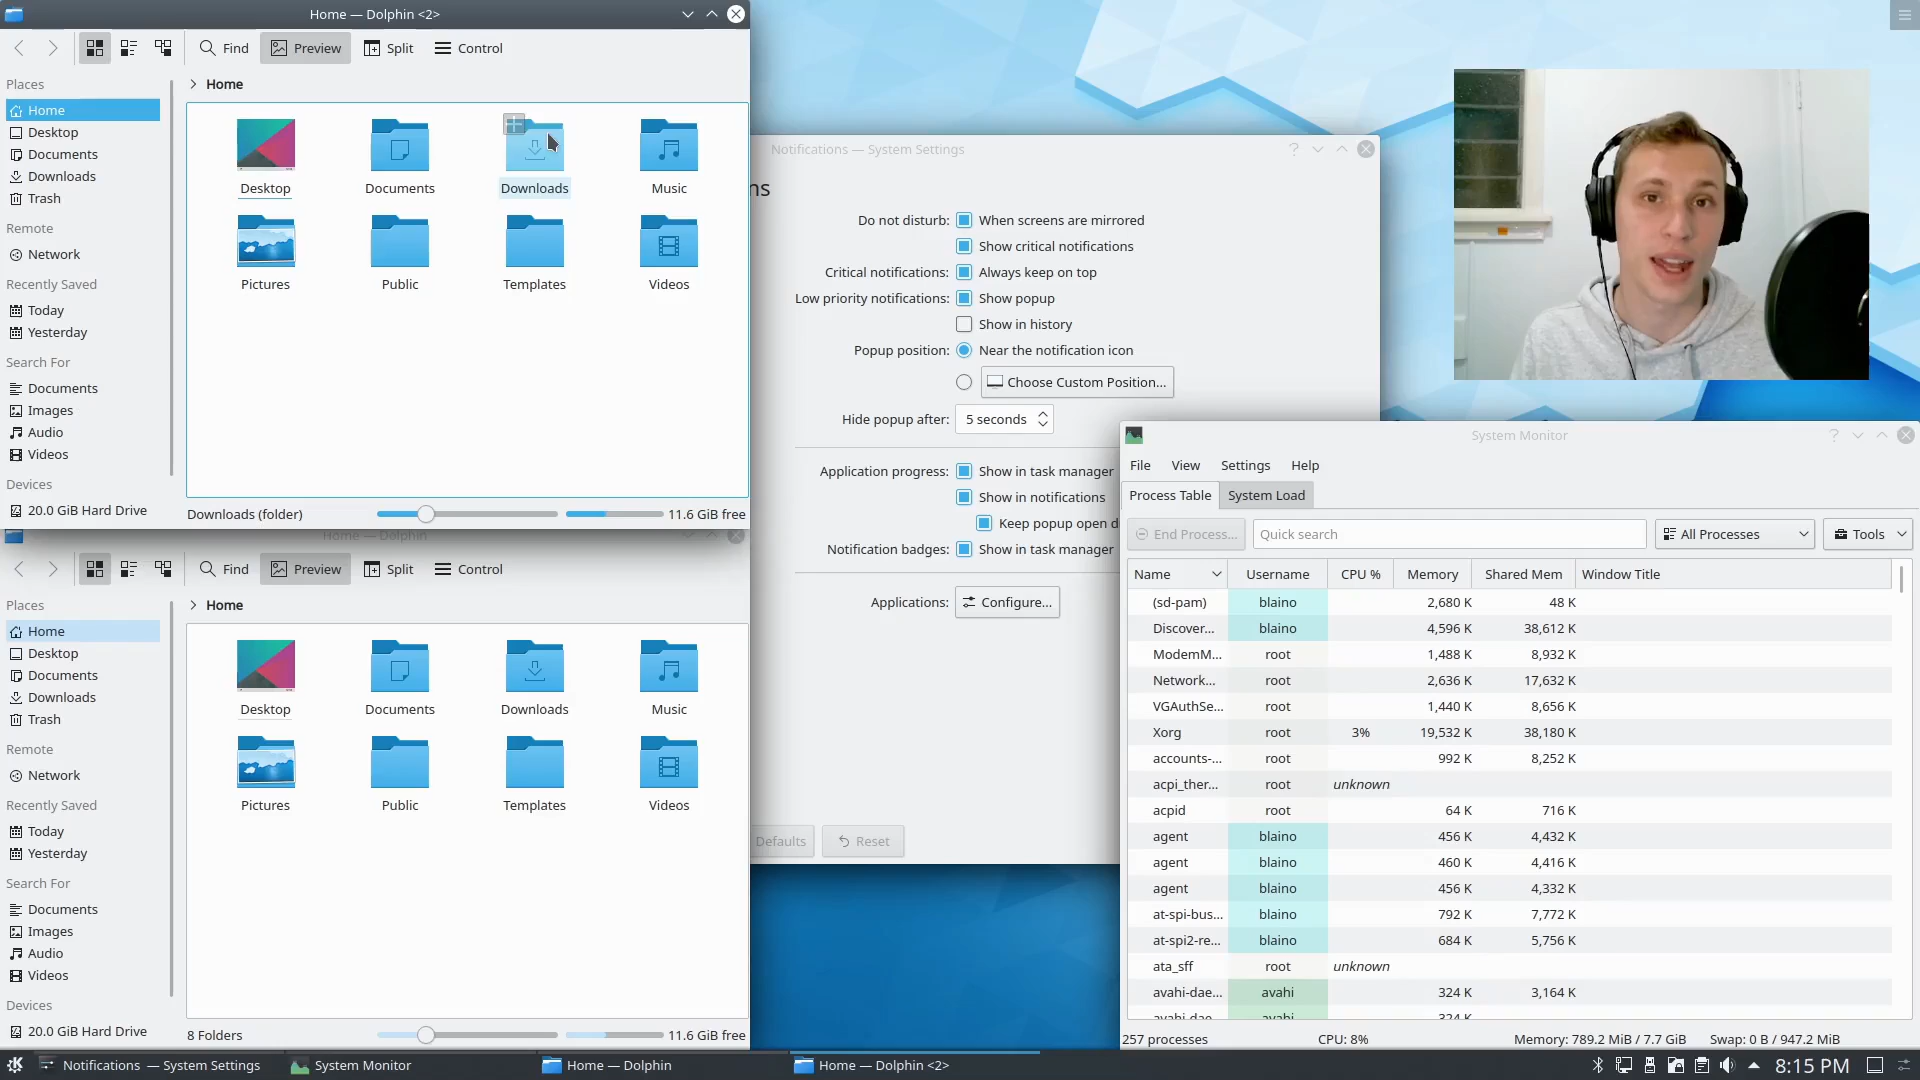 Home — Dolphin <2>
Find
Preview
Split
Control
Places
Home
Desktop
Documents
Downloads
Trash
Remote
Network
Recently Saved
Today
Yesterday
Search For
Documents
Images
Audio
Videos
Devices
20.0 GiB Hard Drive
Home
Desktop
Documents
Downloads
Music
Pictures
Public
Templates
Videos
Downloads (folder)
11.6 GiB free
Home — Dolphin
Find
Preview
Split
Control
Places
Home
Desktop
Documents
Downloads
Trash
Remote
Network
Recently Saved
Today
Yesterday
Search For
Documents
Images
Audio
Videos
Devices
20.0 GiB Hard Drive
Home
Desktop
Documents
Downloads
Music
Pictures
Public
Templates
Videos
8 Folders
11.6 GiB free
Notifications — System Settings
ns
Do not disturb: When screens are mirrored
Show critical notifications
Critical notifications: Always keep on top
Low priority notifications: Show popup
Show in history
Popup position: Near the notification icon
Choose Custom Position...
Hide popup after: 5 seconds
Application progress: Show in task manager
Show in notifications
Keep popup open d
Notification badges: Show in task manager
Applications: Configure...
Defaults
Reset
System Monitor
File View Settings Help
Process Table System Load
End Process... Quick search All Processes Tools
Name Username CPU % Memory Shared Mem Window Title
(sd-pam) blaino 2,680 K 48 K
Discover... blaino 4,596 K 38,612 K
ModemM... root 1,488 K 8,932 K
Network... root 2,636 K 17,632 K
VGAuthSe... root 1,440 K 8,656 K
Xorg root 3% 19,532 K 38,180 K
accounts-... root 992 K 8,252 K
acpi_ther... root unknown
acpid root 64 K 716 K
agent blaino 456 K 4,432 K
agent blaino 460 K 4,416 K
agent blaino 456 K 4,332 K
at-spi-bus... blaino 792 K 7,772 K
at-spi2-re... blaino 684 K 5,756 K
ata_sff root unknown
avahi-dae... avahi 324 K 3,164 K
avahi-dae... avahi 324 K
257 processes CPU: 8% Memory: 789.2 MiB / 7.7 GiB Swap: 0 B / 947.2 MiB
Notifications — System Settings
System Monitor
Home — Dolphin
Home — Dolphin <2>
8:15 PM